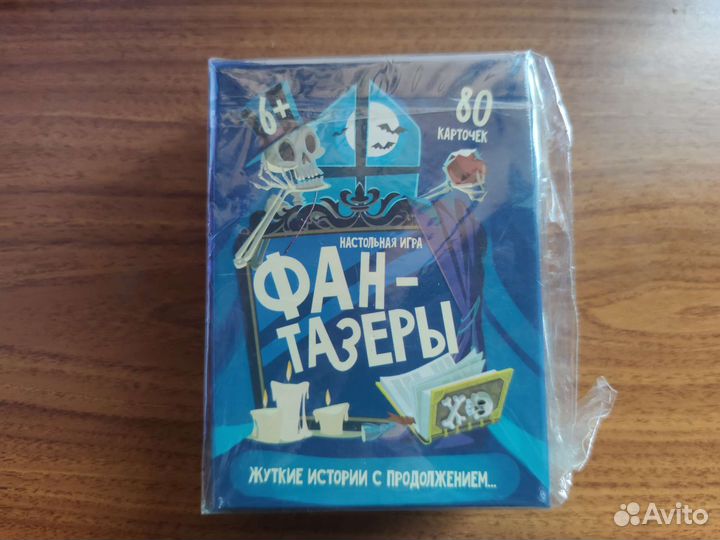 6+
80
КАРТОЧЕК
НАСТОЛЬНАЯ ИГРА
ФАН-
ТАЗЕРЫ
ЖУТКИЕ ИСТОРИИ С ПРОДОЛЖЕНИЕМ...
Avito